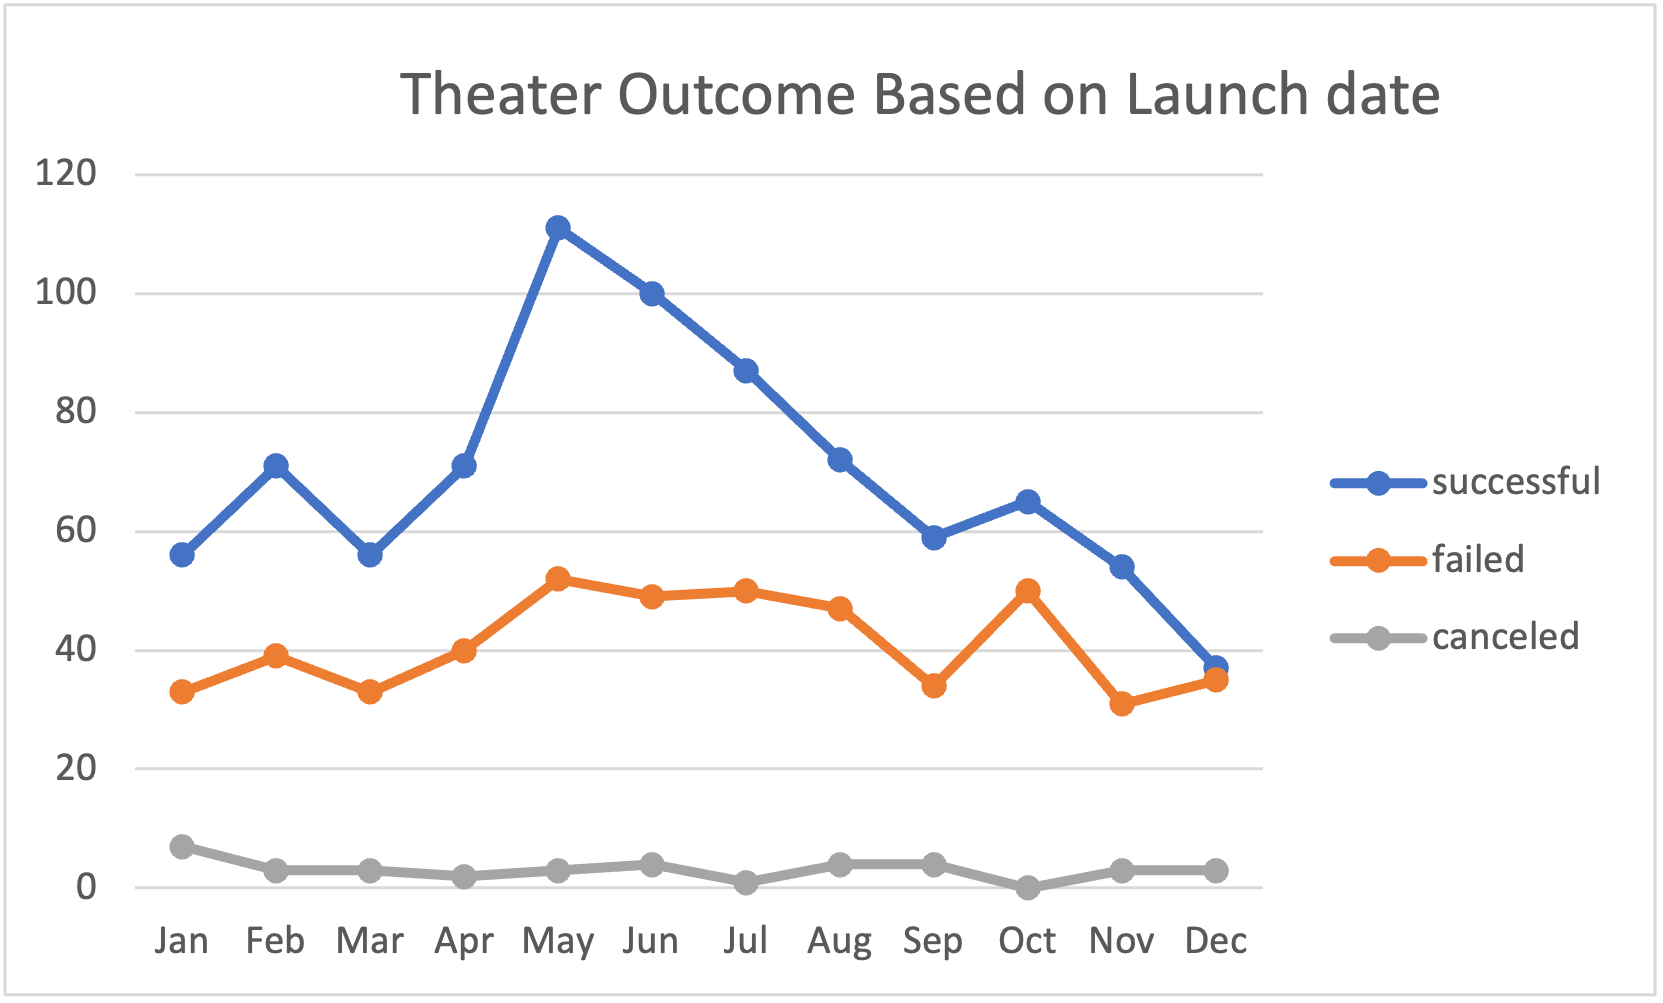 Theater Outcome Based on Launch date
120
100
80
60
40
20
0
Jan Feb Mar Apr May Jun Jul Aug Sep Oct Nov Dec
successful
failed
canceled